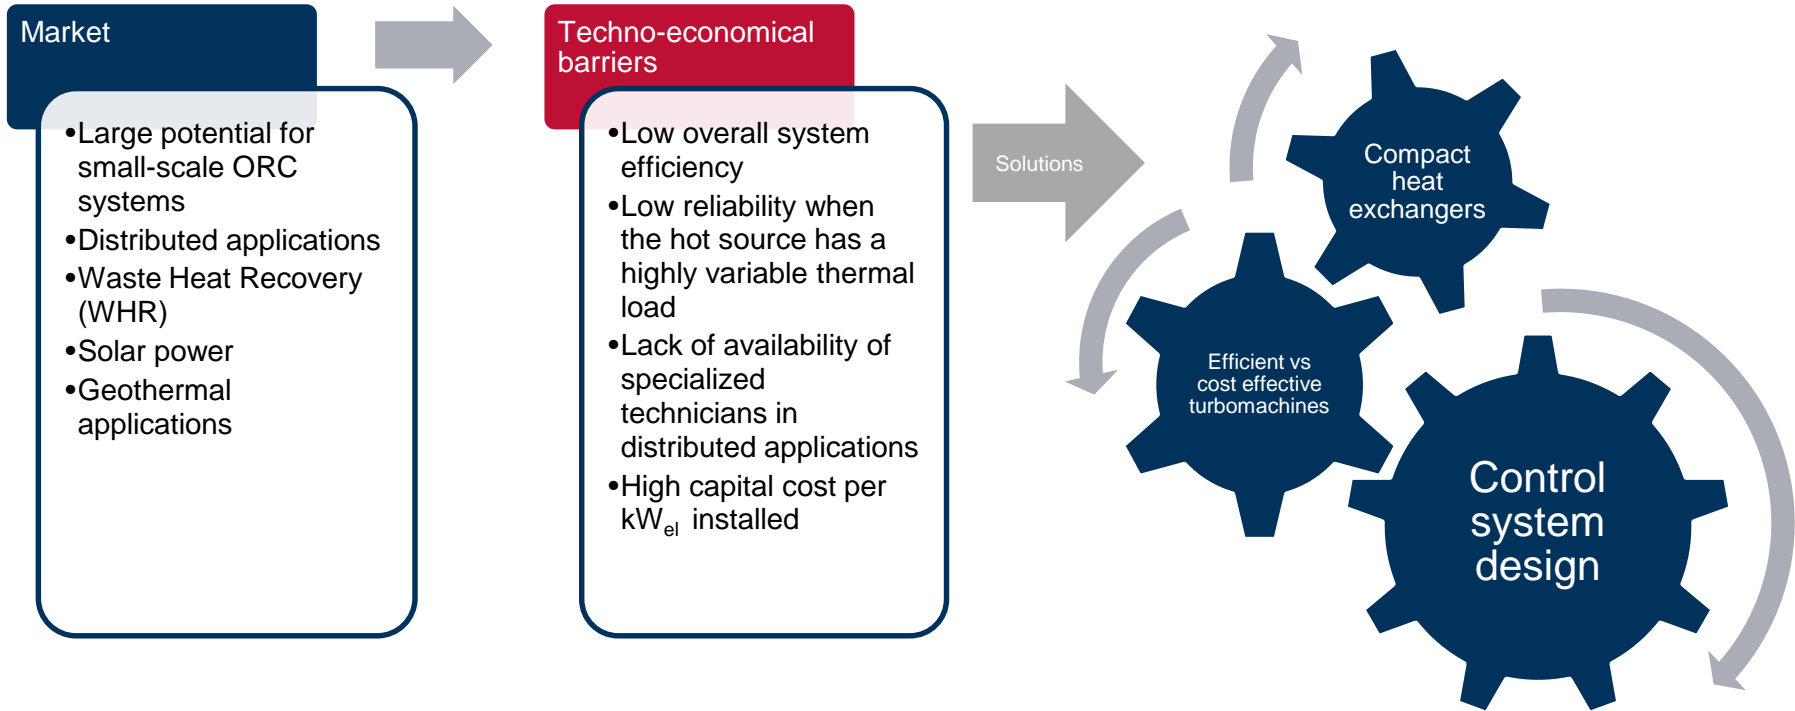 Market
•Large potential for
small-scale ORC
systems
•Distributed applications
•Waste Heat Recovery
(WHR)
•Solar power
•Geothermal
applications
Techno-economical
barriers
•Low overall system
efficiency
•Low reliability when
the hot source has a
highly variable thermal
load
•Lack of availability of
specialized
technicians in
distributed applications
•High capital cost per
kWel installed
Solutions
Compact
heat
exchangers
Efficient vs
cost effective
turbomachines
Control
system
design